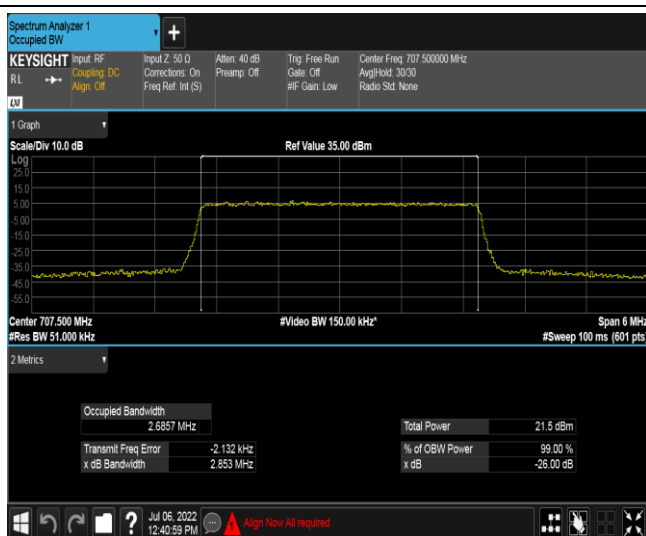 Spectrum Analyzer 1
Occupied BW
+
KEYSIGHT Input: RF Input Z: 50 Ω Atten: 40 dB Trig: Free Run Center Freq: 707.500000 MHz
RL Coupling: DC Corrections: On Preamp: Off Gate: Off Avg|Hold: 30/30
Align: Off Freq Ref: Int (S) #IF Gain: Low Radio Std: None
LXI
1 Graph
Scale/Div 10.0 dB Ref Value 35.00 dBm
Log
25.0
15.0
5.00
-5.00
-15.0
-25.0
-35.0
-45.0
-55.0
Center 707.500 MHz #Video BW 150.00 kHz* Span 6 MHz
#Res BW 51.000 kHz #Sweep 100 ms (601 pts)
2 Metrics
Occupied Bandwidth
2.6857 MHz Total Power 21.5 dBm
Transmit Freq Error -2.132 kHz % of OBW Power 99.00 %
x dB Bandwidth 2.853 MHz x dB -26.00 dB
? Jul 06, 2022
12:40:59 PM Align Now All required